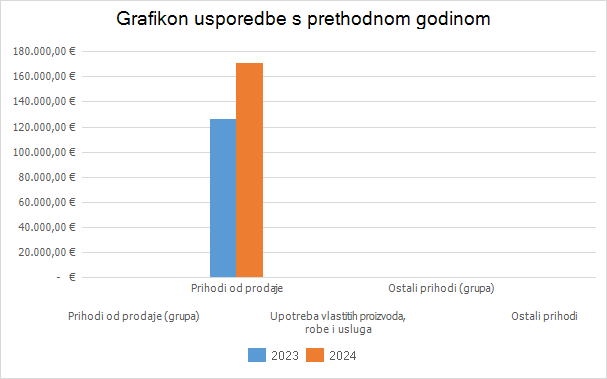 Grafikon usporedbe s prethodnom godinom
180.000,00 €
160.000,00 €
140.000,00 €
120.000,00 €
100.000,00 €
80.000,00 €
60.000,00 €
40.000,00 €
20.000,00 €
- €
Prihodi od prodaje
Ostali prihodi (grupa)
Prihodi od prodaje (grupa)
Upotreba vlastitih proizvoda,
robe i usluga
Ostali prihodi
2023
2024